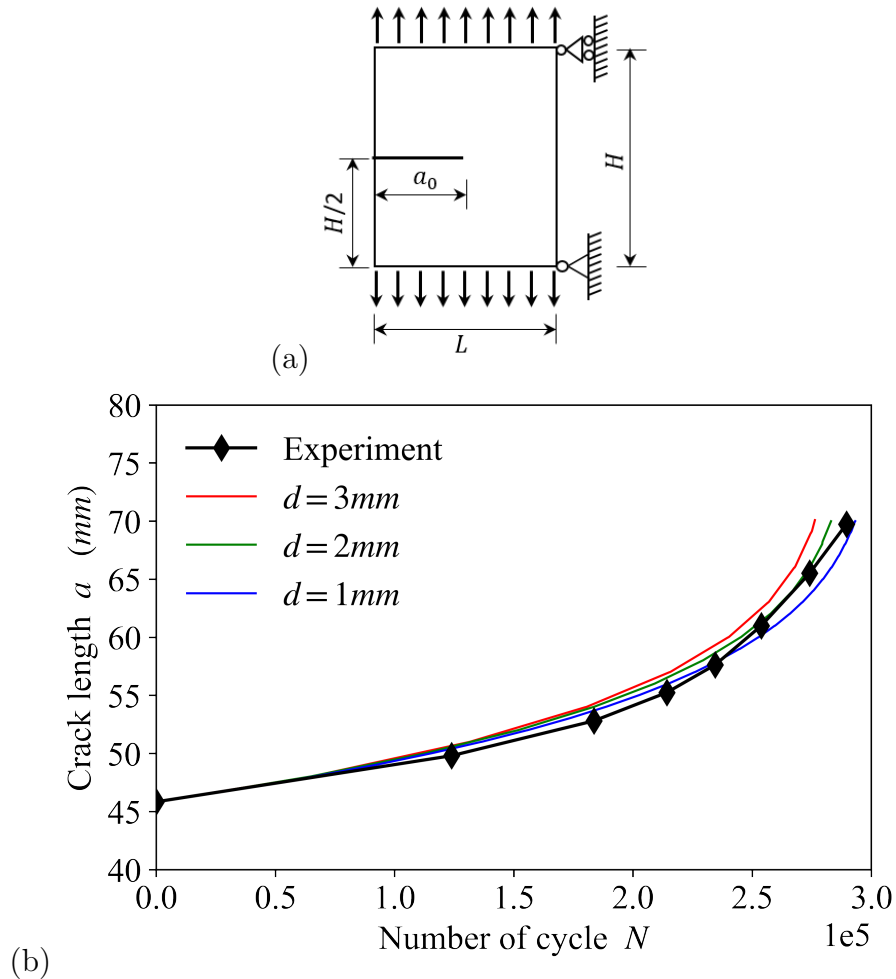 a₀
H/2
H
L
(a)
80
75
70
65
60
55
50
45
40
Crack length a (mm)
Experiment
d = 3mm
d = 2mm
d = 1mm
0.0 0.5 1.0 1.5 2.0 2.5 3.0
1e5
Number of cycle N
(b)